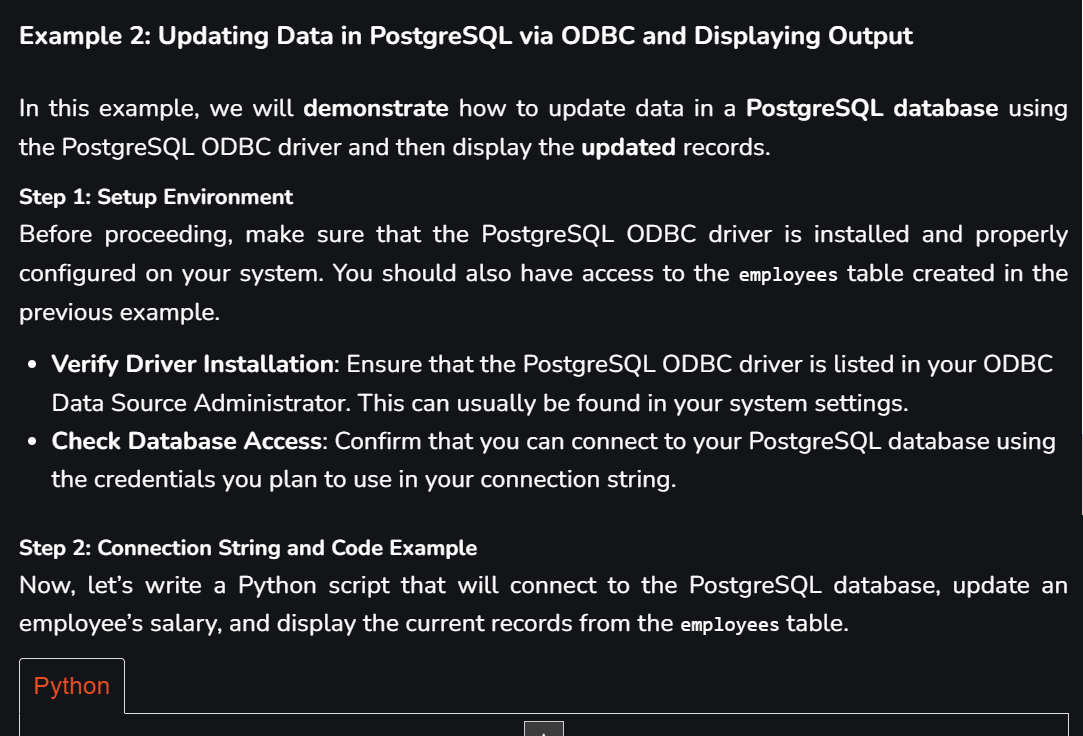 Example 2: Updating Data in PostgreSQL via ODBC and Displaying Output
In this example, we will demonstrate how to update data in a PostgreSQL database using
the PostgreSQL ODBC driver and then display the updated records.
Step 1: Setup Environment
Before proceeding, make sure that the PostgreSQL ODBC driver is installed and properly
configured on your system. You should also have access to the employees table created in the
previous example.
• Verify Driver Installation: Ensure that the PostgreSQL ODBC driver is listed in your ODBC
Data Source Administrator. This can usually be found in your system settings.
• Check Database Access: Confirm that you can connect to your PostgreSQL database using
the credentials you plan to use in your connection string.
Step 2: Connection String and Code Example
Now, let’s write a Python script that will connect to the PostgreSQL database, update an
employee’s salary, and display the current records from the employees table.
Python